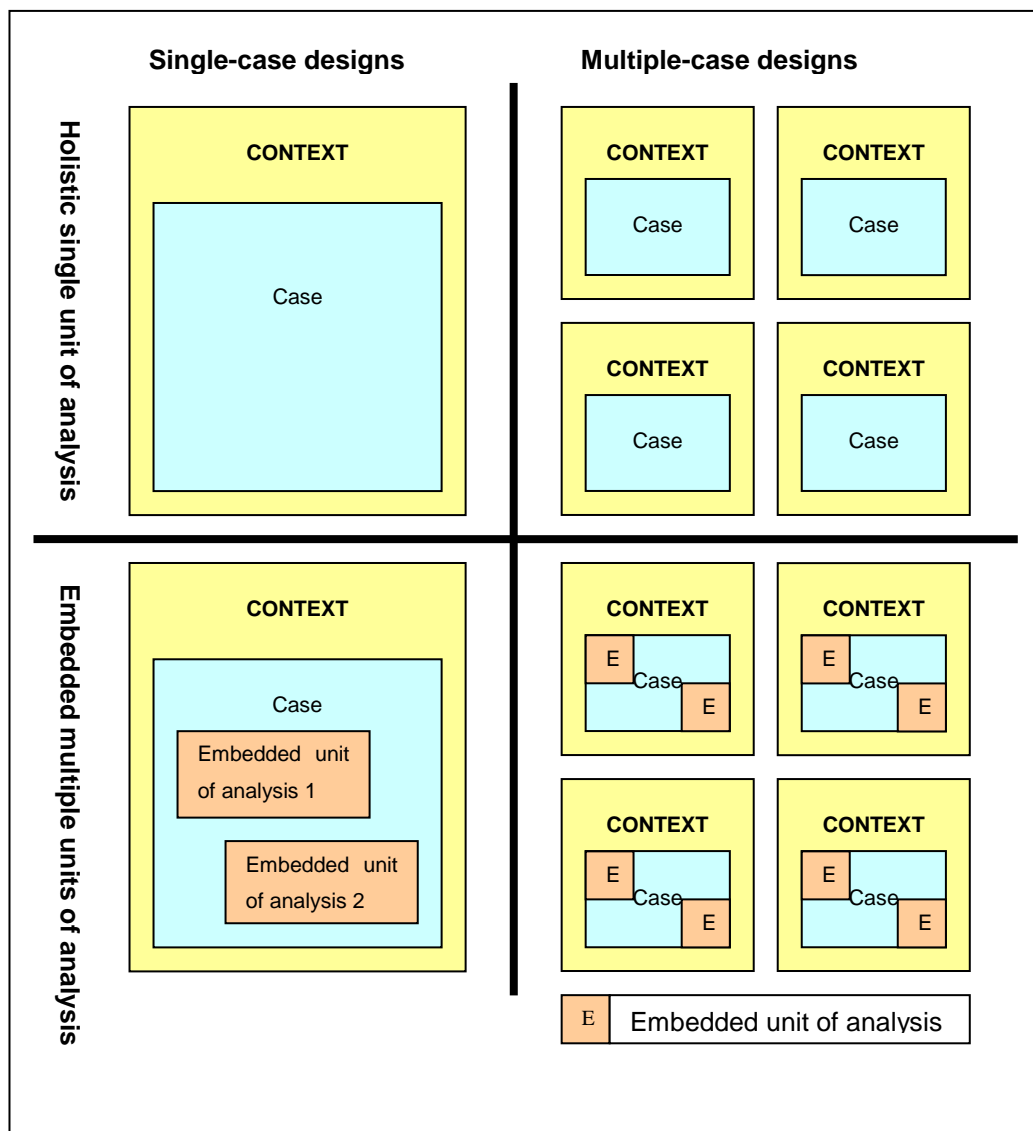 Single-case designs
Multiple-case designs
Holistic single unit of analysis
CONTEXT
Case
CONTEXT
Case
CONTEXT
Case
CONTEXT
Case
CONTEXT
Case
Embedded multiple units of analysis
CONTEXT
Case
Embedded unit
of analysis 1
Embedded unit
of analysis 2
CONTEXT
E
Case
E
CONTEXT
E
Case
E
CONTEXT
E
Case
E
CONTEXT
E
Case
E
E
Embedded unit of analysis